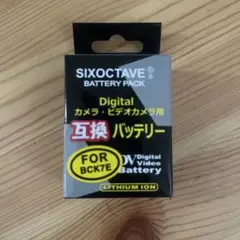 SIXOCTAVE
BATTERY PACK
Digital
カメラ・ビデオカメラ用
互換バッテリー
FOR
BCK7E
DV Digital
Video
Battery
LITHIUM ION